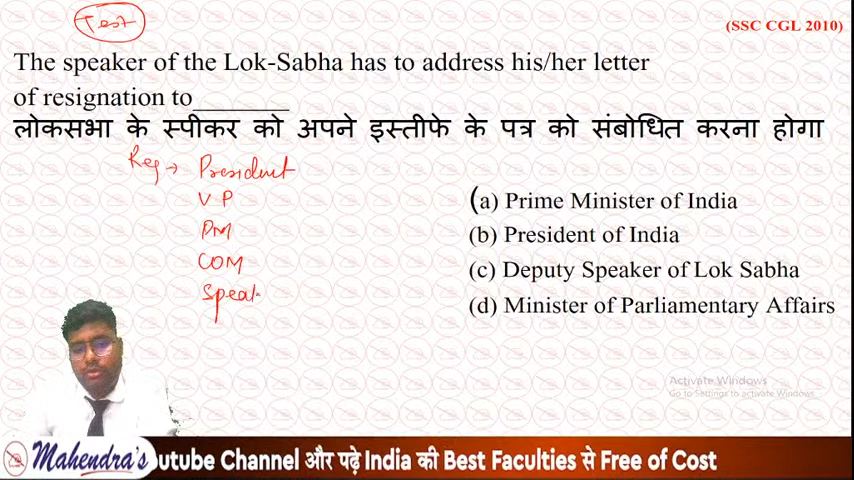 Test
(SSC CGL 2010)
The speaker of the Lok-Sabha has to address his/her letter
of resignation to_______
लोकसभा के स्पीकर को अपने इस्तीफे के पत्र को संबोधित करना होगा
Reg → President
V P
PM
COM
Speak
(a) Prime Minister of India
(b) President of India
(c) Deputy Speaker of Lok Sabha
(d) Minister of Parliamentary Affairs
Activate Windows
Go to Settings to activate Windows.
Mahendra's outube Channel और पढ़े India की Best Faculties से Free of Cost